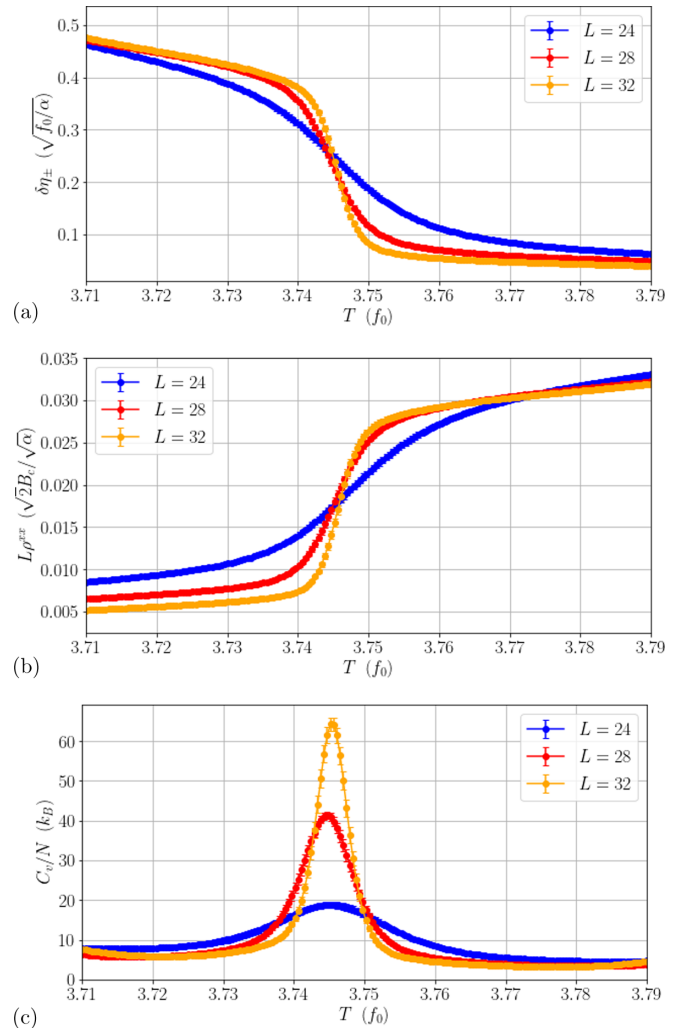 0.5
0.4
0.3
0.2
0.1
δη± (√f₀/α)
L = 24
L = 28
L = 32
3.71 3.72 3.73 3.74 3.75 3.76 3.77 3.78 3.79
T (f₀)
(a)
0.035
0.030
0.025
0.020
0.015
0.010
0.005
Lρˣˣ (√2B_c/√α)
L = 24
L = 28
L = 32
3.71 3.72 3.73 3.74 3.75 3.76 3.77 3.78 3.79
T (f₀)
(b)
60
50
40
30
20
10
0
C_v/N (k_B)
L = 24
L = 28
L = 32
3.71 3.72 3.73 3.74 3.75 3.76 3.77 3.78 3.79
T (f₀)
(c)